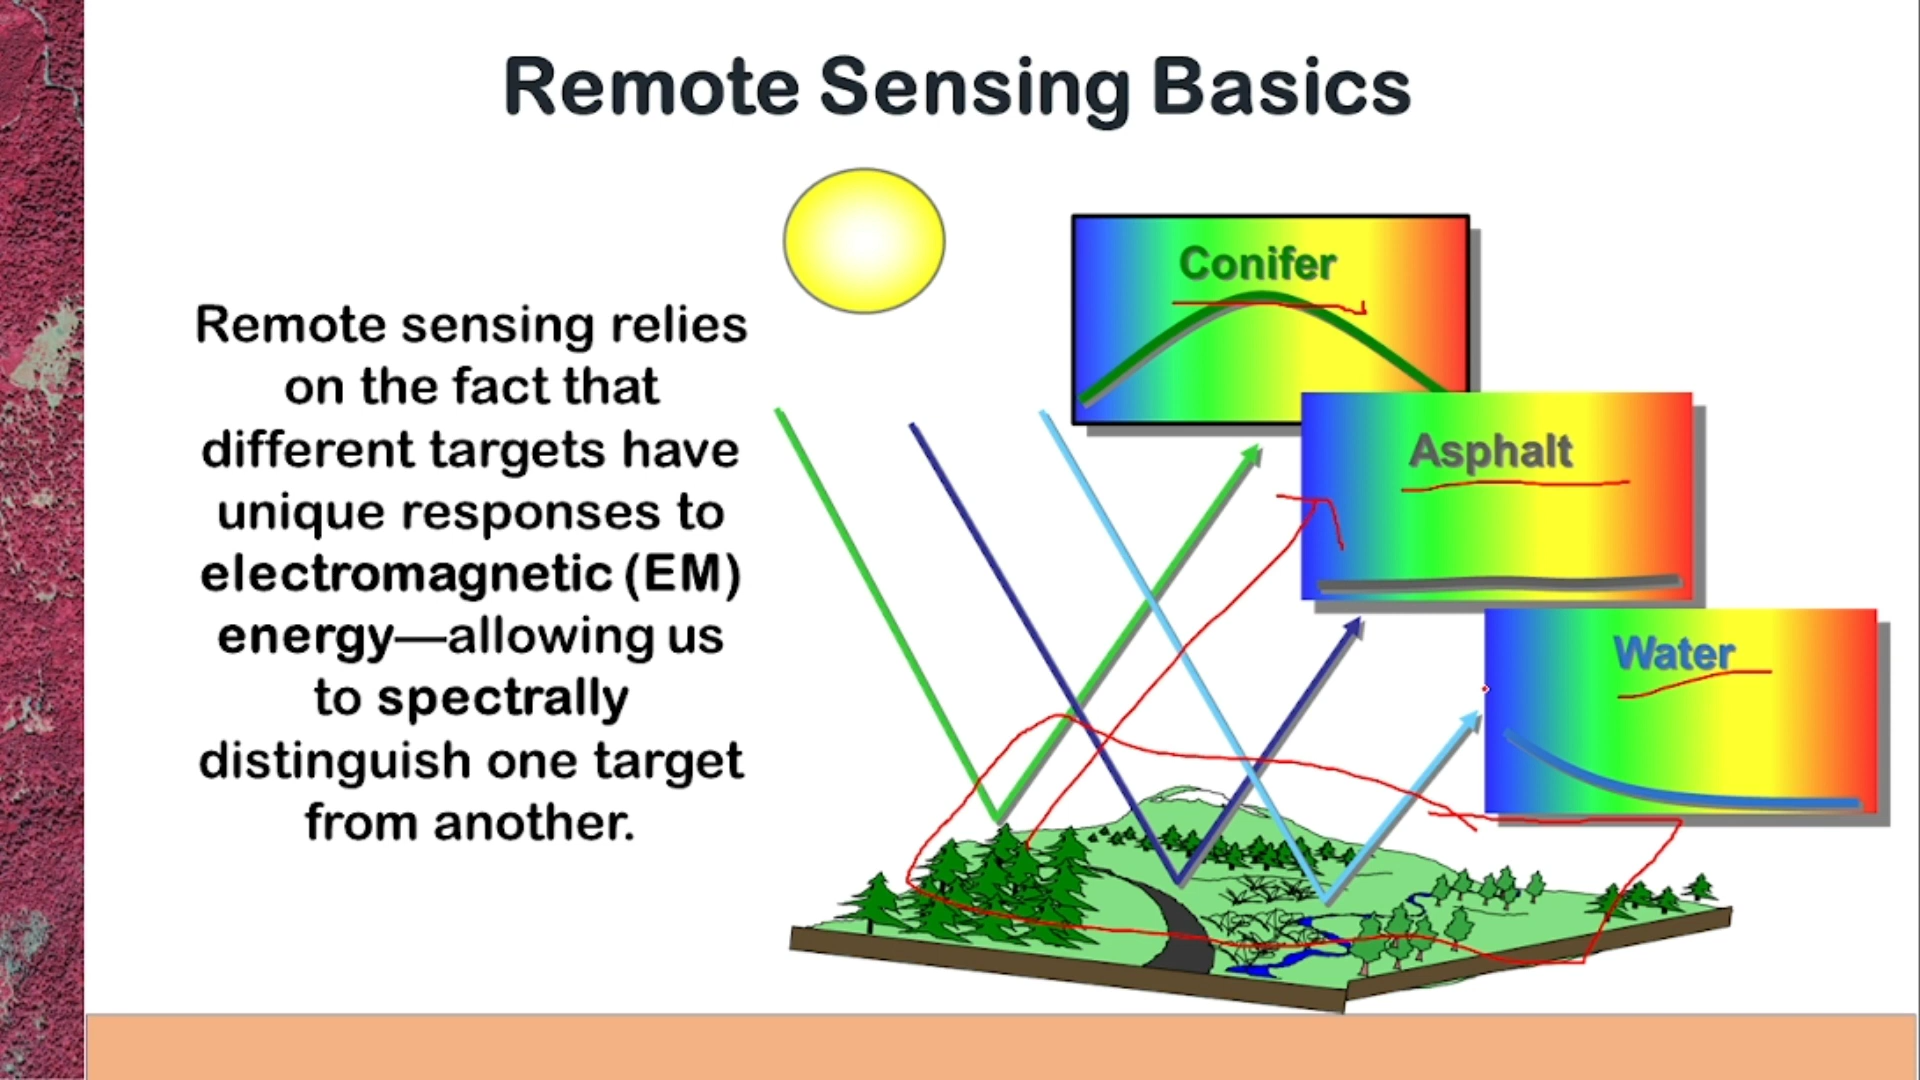 Remote Sensing Basics
Remote sensing relies
on the fact that
different targets have
unique responses to
electromagnetic (EM)
energy—allowing us
to spectrally
distinguish one target
from another.
Conifer
Asphalt
Water